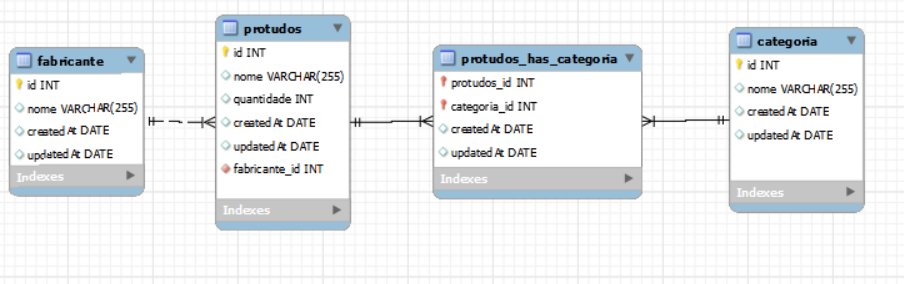 fabricante
id INT
nome VARCHAR(255)
createdAt DATE
updatedAt DATE
Indexes
protudos
id INT
nome VARCHAR(255)
quantidade INT
createdAt DATE
updatedAt DATE
fabricante_id INT
Indexes
protudos_has_categoria
protudos_id INT
categoria_id INT
createdAt DATE
updatedAt DATE
Indexes
categoria
id INT
nome VARCHAR(255)
createdAt DATE
updatedAt DATE
Indexes